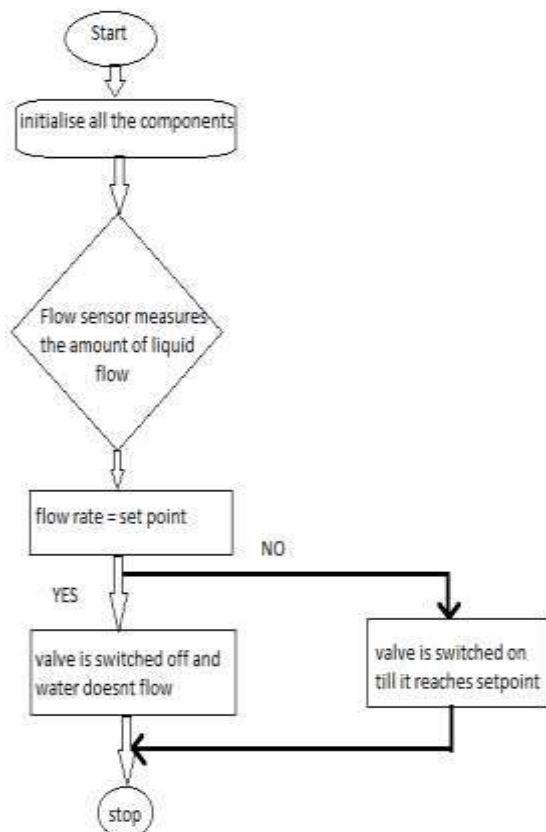 Start
initialise all the components
Flow sensor measures
the amount of liquid
flow
flow rate = set point
NO
YES
valve is switched off and
water doesnt flow
valve is switched on
till it reaches setpoint
stop